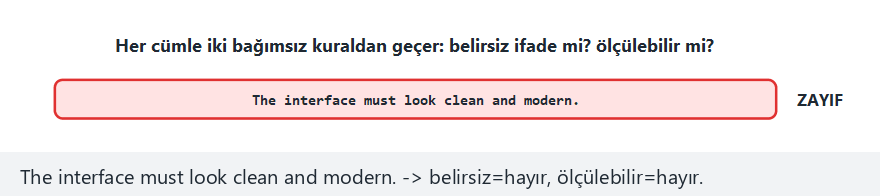 Her cümle iki bağımsız kuraldan geçer: belirsiz ifade mi? ölçülebilir mi?
The interface must look clean and modern.
ZAYIF
The interface must look clean and modern. -> belirsiz=hayır, ölçülebilir=hayır.